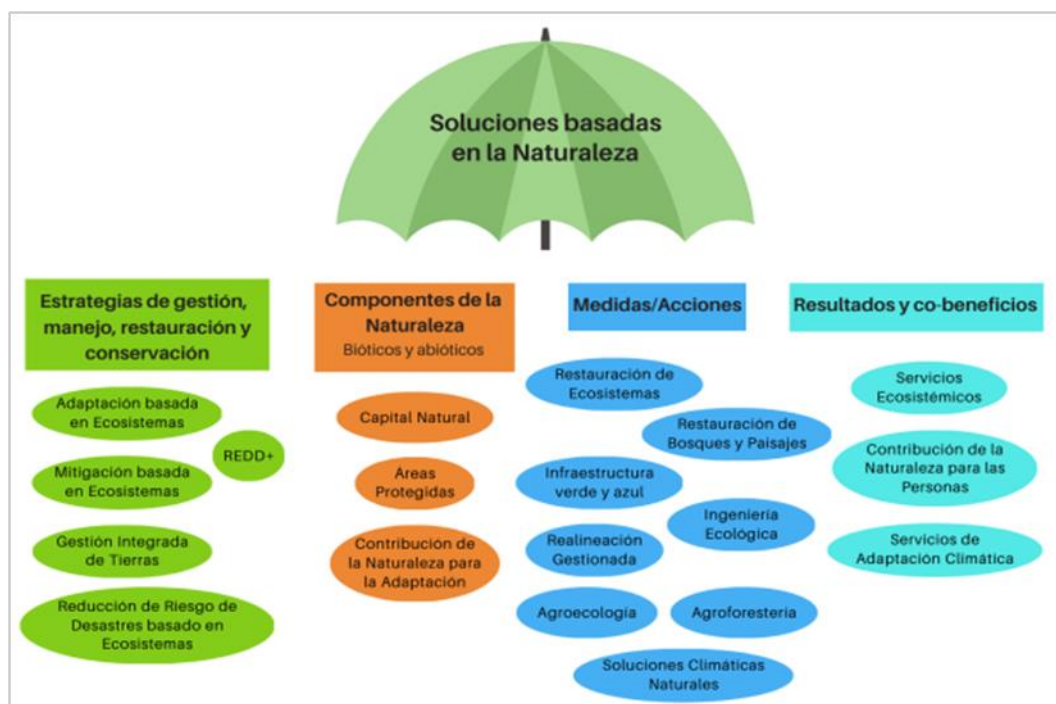 Soluciones basadas
en la Naturaleza
Estrategias de gestión,
manejo, restauración y
conservación
Adaptación basada
en Ecosistemas
REDD+
Mitigación basada
en Ecosistemas
Gestión Integrada
de Tierras
Reducción de Riesgo de
Desastres basado en
Ecosistemas
Componentes de la
Naturaleza
Bióticos y abióticos
Capital Natural
Áreas
Protegidas
Contribución de
la Naturaleza para
la Adaptación
Medidas/Acciones
Restauración de
Ecosistemas
Restauración de
Bosques y Paisajes
Infraestructura
verde y azul
Ingeniería
Ecológica
Realineación
Gestionada
Agroecología
Agroforestería
Soluciones Climáticas
Naturales
Resultados y co-beneficios
Servicios
Ecosistémicos
Contribución de la
Naturaleza para las
Personas
Servicios de
Adaptación Climática